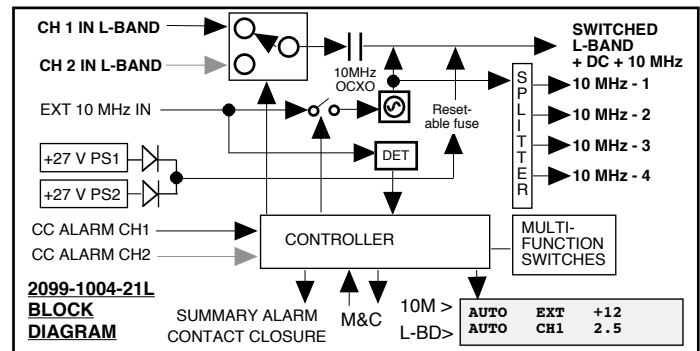 CH 1 IN L-BAND
CH 2 IN L-BAND
10MHz
OCXO
SWITCHED
L-BAND
+ DC + 10 MHz
EXT 10 MHz IN
Reset-
able fuse
SPLITTER
10 MHz - 1
10 MHz - 2
10 MHz - 3
10 MHz - 4
+27 V PS1
+27 V PS2
DET
CC ALARM CH1
CC ALARM CH2
CONTROLLER
MULTI-
FUNCTION
SWITCHES
2099-1004-21L
BLOCK
DIAGRAM
SUMMARY ALARM
CONTACT CLOSURE
M&C
10M > AUTO EXT +12
L-BD> AUTO CH1 2.5